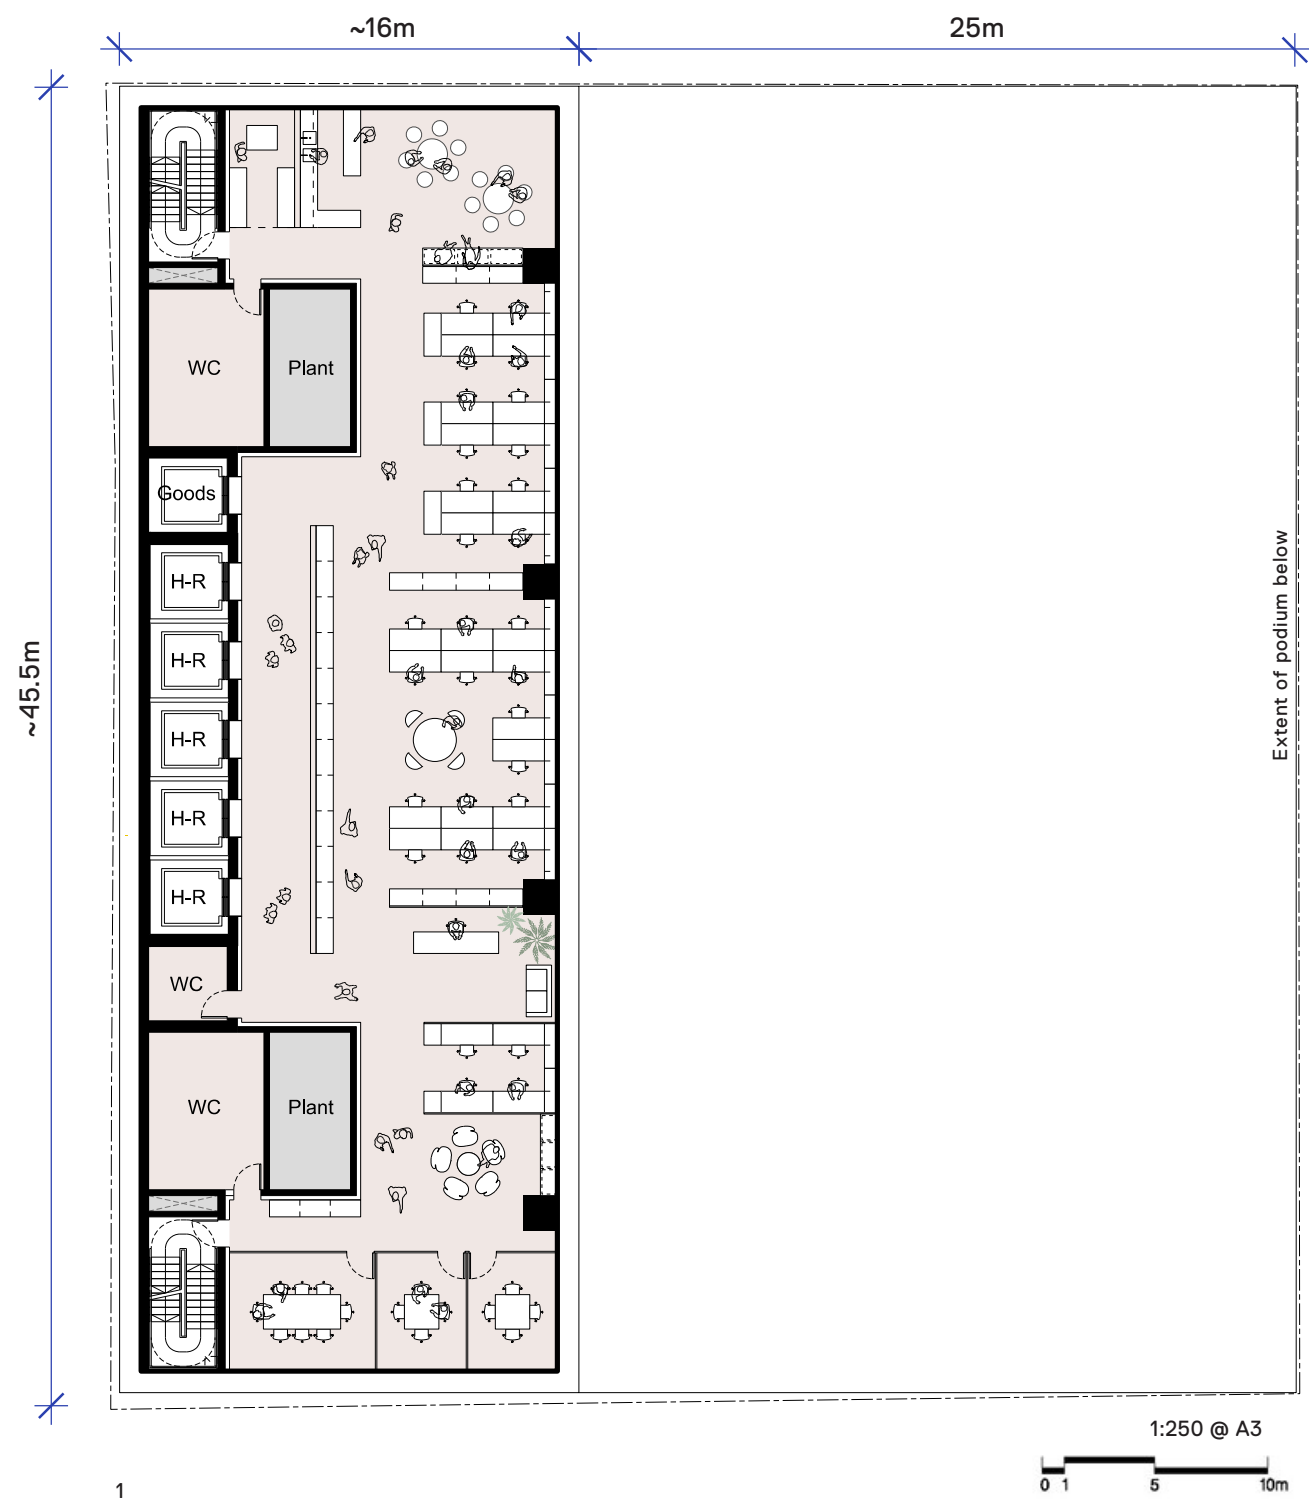 ~16m
25m
WC
Plant
Goods
H-R
H-R
H-R
H-R
H-R
WC
WC
Plant
~45.5m
Extent of podium below
1:250 @ A3
0 1 5 10m
1